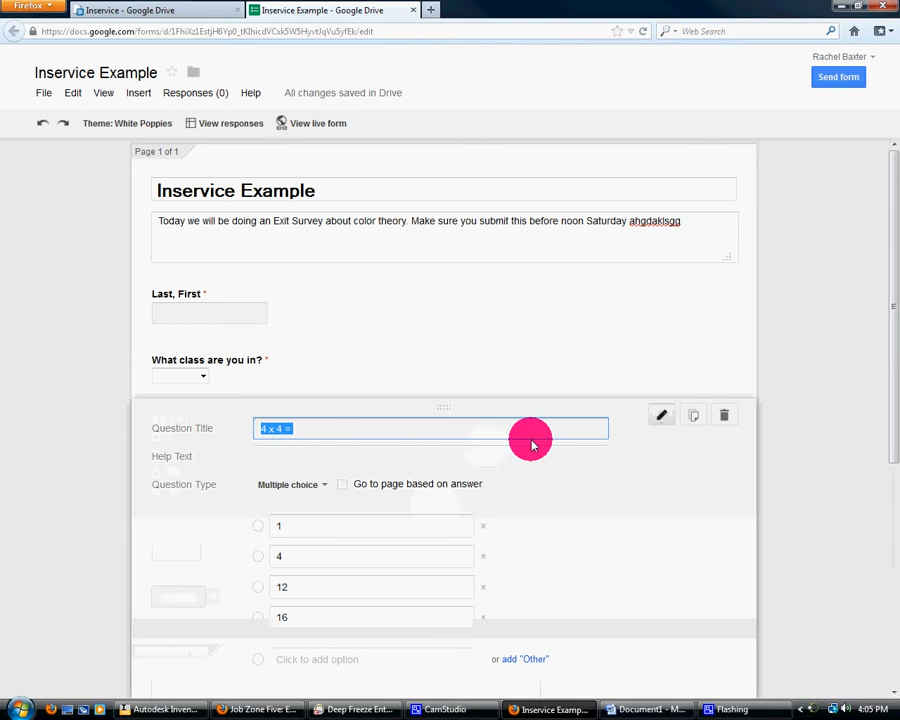 Firefox
Inservice - Google Drive
Inservice Example - Google Drive
https://docs.google.com/forms/d/1FhiXz1EstjH6Yp0_tKIhicdVCxk5W5HyvtJqVu5yfEk/edit
Web Search
Rachel Baxter
Inservice Example
Send form
File Edit View Insert Responses (0) Help All changes saved in Drive
Theme: White Poppies View responses View live form
Page 1 of 1
Inservice Example
Today we will be doing an Exit Survey about color theory. Make sure you submit this before noon Saturday ahgdaklsgg
Last, First *
What class are you in? *
Question Title 4 x 4 =
Help Text
Question Type Multiple choice Go to page based on answer
1
4
12
16
Click to add option or add "Other"
Autodesk Inven... Job Zone Five: E... Deep Freeze Ent... CamStudio Inservice Examp... Document1 - M... Flashing 4:05 PM